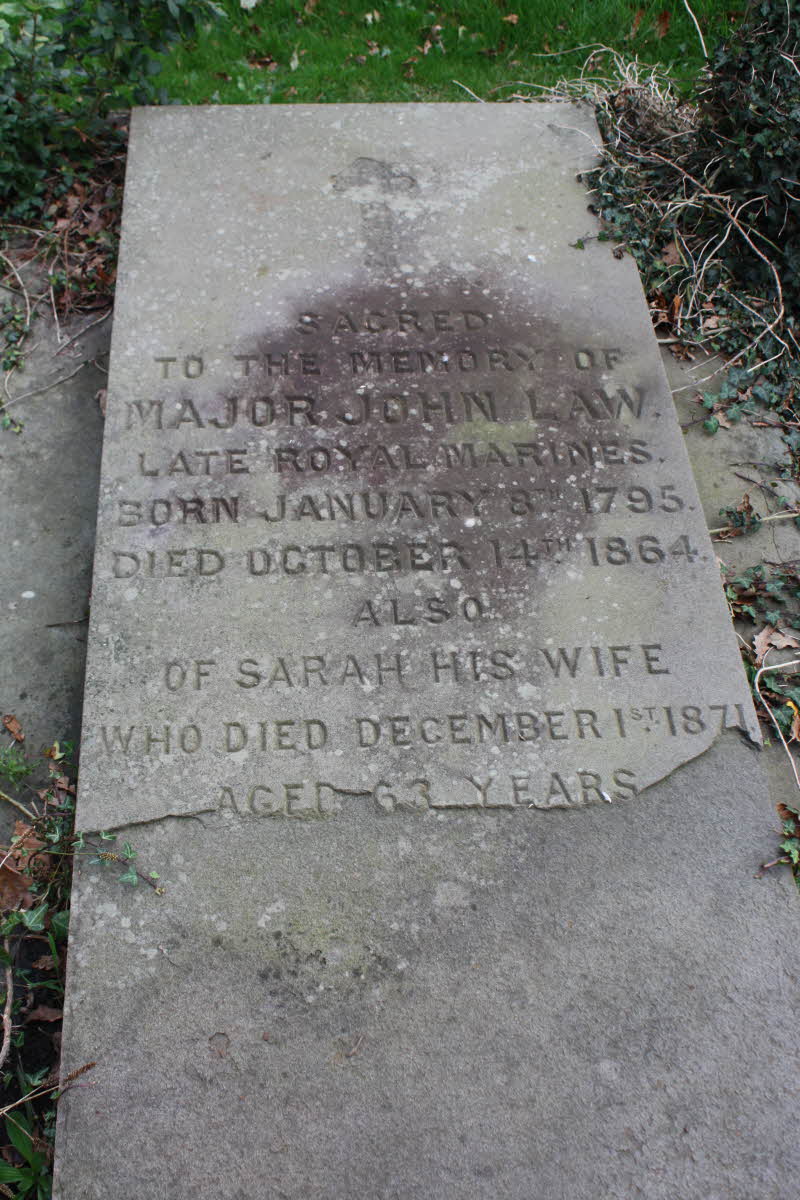 SACRED
TO THE MEMORY OF
MAJOR JOHN LAW.
LATE ROYAL MARINES.
BORN JANUARY 8TH 1795.
DIED OCTOBER 14TH 1864.
ALSO
OF SARAH HIS WIFE
WHO DIED DECEMBER 1ST. 1871.
AGED 63 YEARS